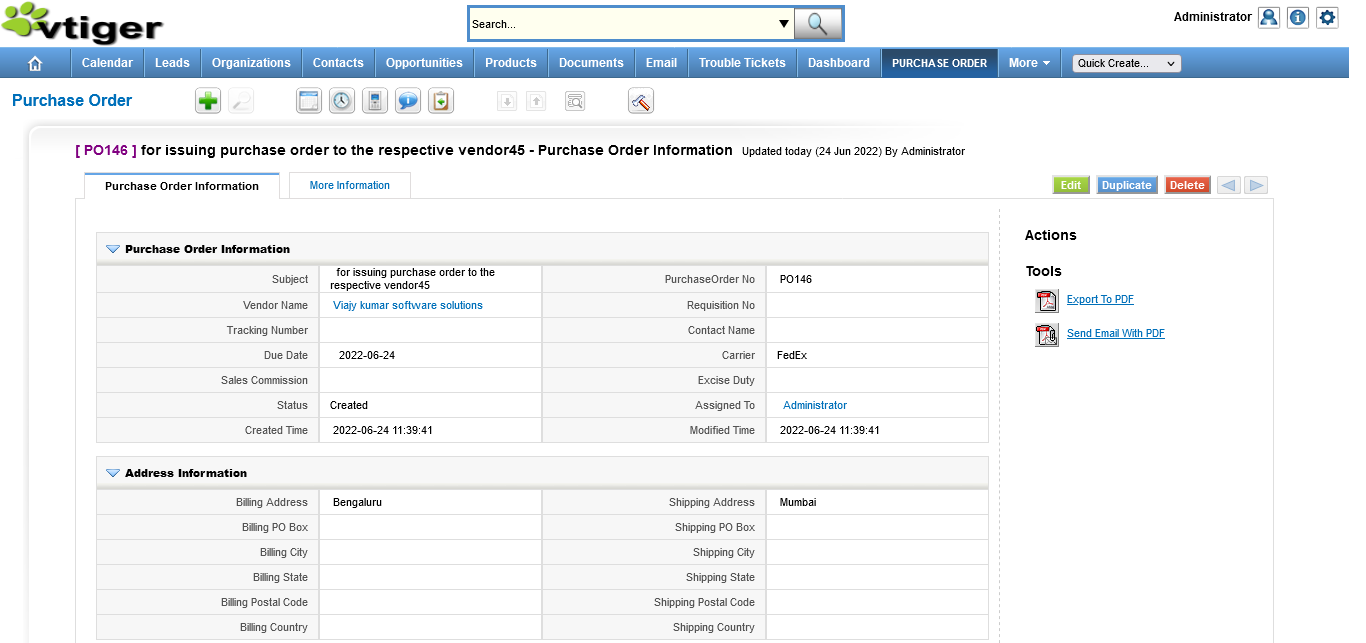 vtiger
Search...
Administrator
Calendar Leads Organizations Contacts Opportunities Products Documents Email Trouble Tickets Dashboard PURCHASE ORDER More Quick Create...
Purchase Order
[ PO146 ] for issuing purchase order to the respective vendor45 - Purchase Order Information Updated today (24 Jun 2022) By Administrator
Purchase Order Information More Information Edit Duplicate Delete
Purchase Order Information
Subject for issuing purchase order to the
respective vendor45 PurchaseOrder No PO146
Vendor Name Viajy kumar software solutions Requisition No
Tracking Number Contact Name
Due Date 2022-06-24 Carrier FedEx
Sales Commission Excise Duty
Status Created Assigned To Administrator
Created Time 2022-06-24 11:39:41 Modified Time 2022-06-24 11:39:41
Address Information
Billing Address Bengaluru Shipping Address Mumbai
Billing PO Box Shipping PO Box
Billing City Shipping City
Billing State Shipping State
Billing Postal Code Shipping Postal Code
Billing Country Shipping Country
Actions
Tools
Export To PDF
Send Email With PDF